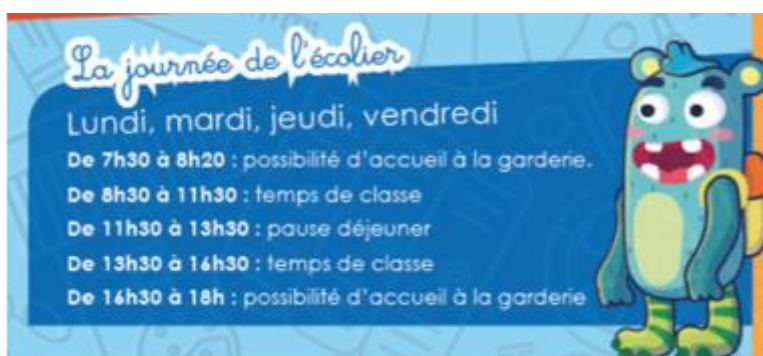 La journée de l'écolier
Lundi, mardi, jeudi, vendredi
De 7h30 à 8h20 : possibilité d'accueil à la garderie.
De 8h30 à 11h30 : temps de classe
De 11h30 à 13h30 : pause déjeuner
De 13h30 à 16h30 : temps de classe
De 16h30 à 18h : possibilité d'accueil à la garderie